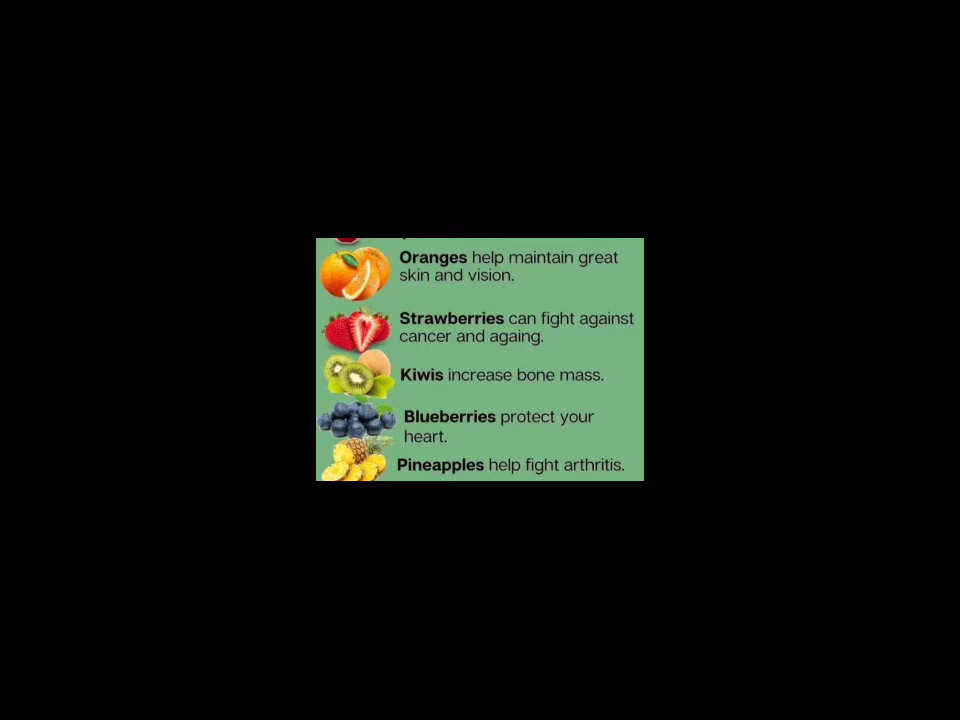 Oranges help maintain great
skin and vision.
Strawberries can fight against
cancer and ageing.
Kiwis increase bone mass.
Blueberries protect your
heart.
Pineapples help fight arthritis.